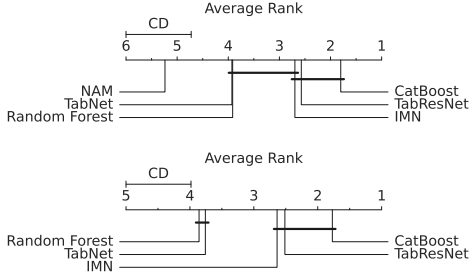 Average Rank
CD
6 5 4 3 2 1
NAM CatBoost
TabNet TabResNet
Random Forest IMN
Average Rank
CD
5 4 3 2 1
Random Forest CatBoost
TabNet TabResNet
IMN